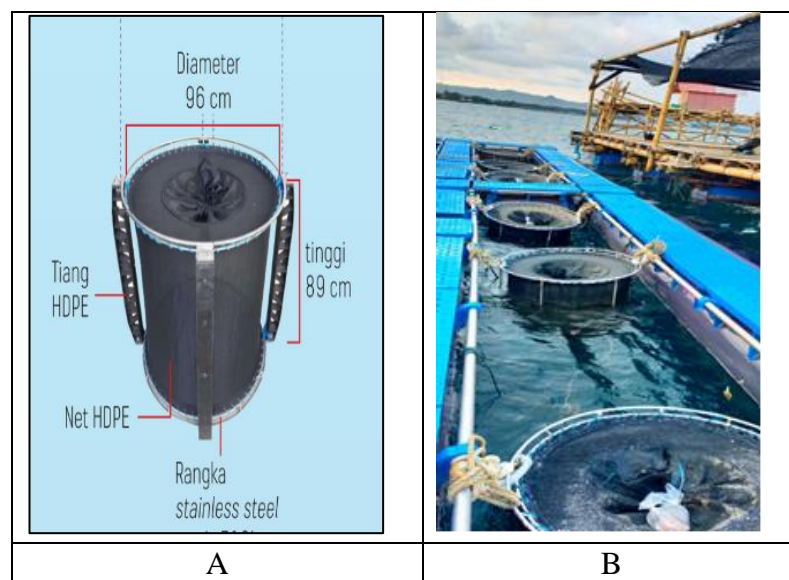 Diameter
96 cm
tinggi
89 cm
Tiang
HDPE
Net HDPE
Rangka
stainless steel
A
B